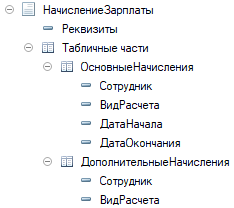 НачислениеЗарплаты
Реквизиты
Табличные части
ОсновныеНачисления
Сотрудник
ВидРасчета
ДатаНачала
ДатаОкончания
ДополнительныеНачисления
Сотрудник
ВидРасчета